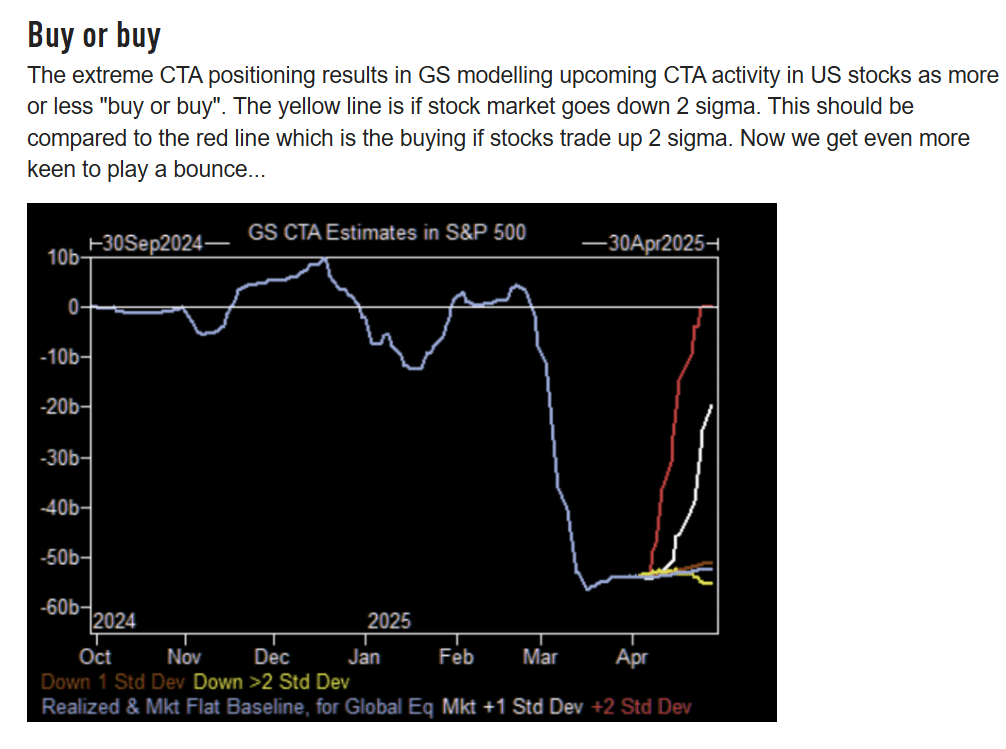 Buy or buy
The extreme CTA positioning results in GS modelling upcoming CTA activity in US stocks as more
or less "buy or buy". The yellow line is if stock market goes down 2 sigma. This should be
compared to the red line which is the buying if stocks trade up 2 sigma. Now we get even more
keen to play a bounce...
GS CTA Estimates in S&P 500
30Sep2024
30Apr2025
10b
0
-10b
-20b
-30b
-40b
-50b
-60b
2024
2025
Oct Nov Dec Jan Feb Mar Apr
Down 1 Std Dev Down >2 Std Dev
Realized & Mkt Flat Baseline, for Global Eq Mkt +1 Std Dev +2 Std Dev